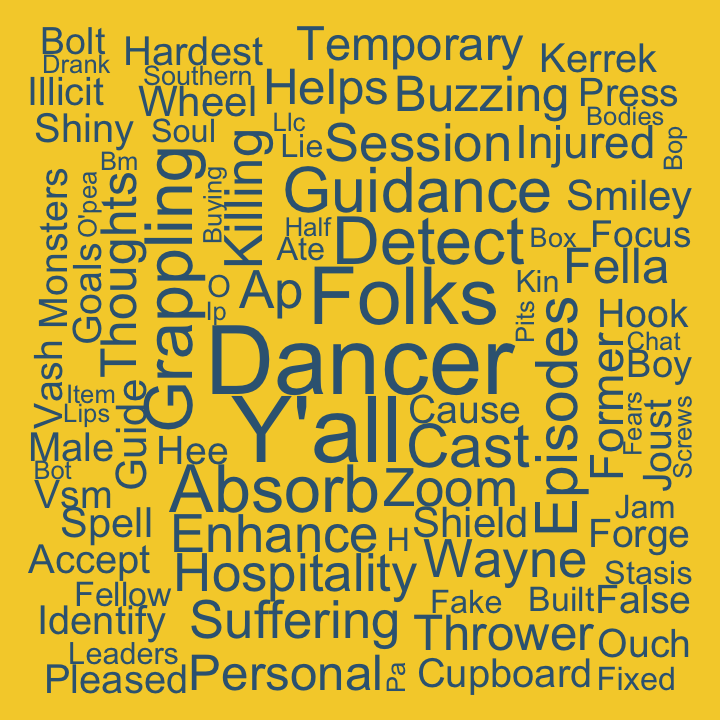 Bolt
Drank
Hardest
Temporary
Kerrek
Southern
Illicit
Wheel
Helps
Buzzing
Press
Bodies
Shiny
Soul
Llc
Lie
Session
Injured
Bop
Bm
Killing
Buying
Grappling
Thoughts
O'pea
Goals
Monsters
Guidance
Smiley
Half
Ate
Detect
Box
Focus
Fella
O
Ip
Ap
Folks
Kin
Pits
Hook
Chat
Boy
Dancer
Episodes
Former
Vash
Item
Lips
Guide
Y'all
Cause
Fears
Joust
Screws
Male
Hee
Cast
Bot
Vsm
Absorb
Zoom
Spell
Enhance
H
Shield
Jam
Forge
Accept
Hospitality
Wayne
Stasis
Fellow
Fake
Built
False
Identify
Suffering
Thrower
Ouch
Leaders
Pleased
Personal
Pa
Cupboard
Fixed